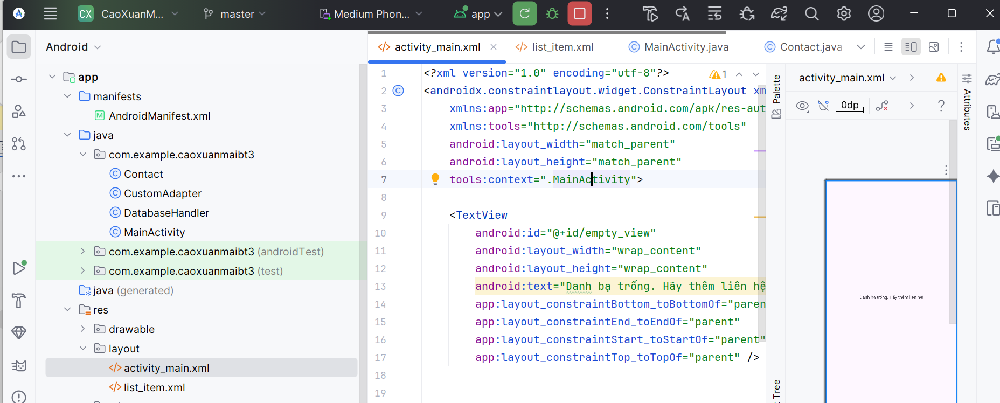 CX CaoXuanM... master Medium Phon... app
Android
activity_main.xml list_item.xml MainActivity.java Contact.java
app
manifests
AndroidManifest.xml
java
com.example.caoxuanmaibt3
Contact
CustomAdapter
DatabaseHandler
MainActivity
com.example.caoxuanmaibt3 (androidTest)
com.example.caoxuanmaibt3 (test)
java (generated)
res
drawable
layout
activity_main.xml
list_item.xml
1 <?xml version="1.0" encoding="utf-8"?>
2 <androidx.constraintlayout.widget.ConstraintLayout xm
3 xmlns:app="http://schemas.android.com/apk/res-aut
4 xmlns:tools="http://schemas.android.com/tools"
5 android:layout_width="match_parent"
6 android:layout_height="match_parent"
7 tools:context=".MainActivity">
8
9 <TextView
10 android:id="@+id/empty_view"
11 android:layout_width="wrap_content"
12 android:layout_height="wrap_content"
13 android:text="Danh bạ trống. Hãy thêm liên hệ
14 app:layout_constraintBottom_toBottomOf="paren
15 app:layout_constraintEnd_toEndOf="parent"
16 app:layout_constraintStart_toStartOf="parent"
17 app:layout_constraintTop_toTopOf="parent" />
18
19
1
Palette
Tree
activity_main.xml
0dp
?
Danh bạ trống. Hãy thêm liên hệ!
Attributes